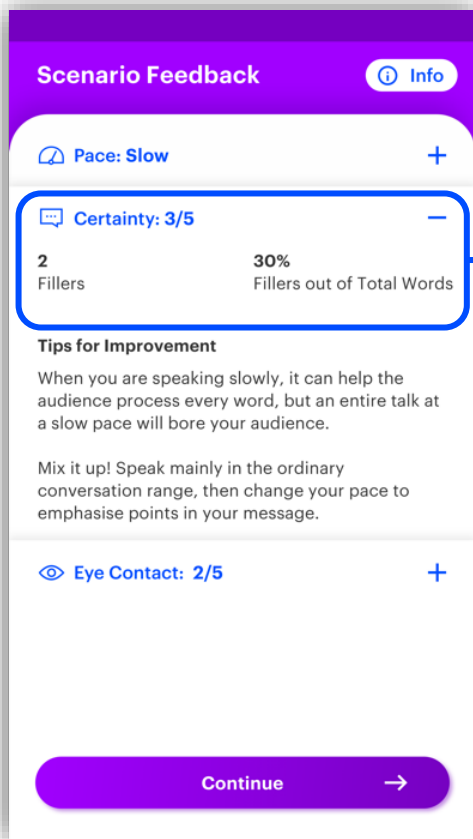 Scenario Feedback
Info
Pace: Slow
Certainty: 3/5
2
30%
Fillers
Fillers out of Total Words
Tips for Improvement
When you are speaking slowly, it can help the
audience process every word, but an entire talk at
a slow pace will bore your audience.
Mix it up! Speak mainly in the ordinary
conversation range, then change your pace to
emphasise points in your message.
Eye Contact: 2/5
Continue